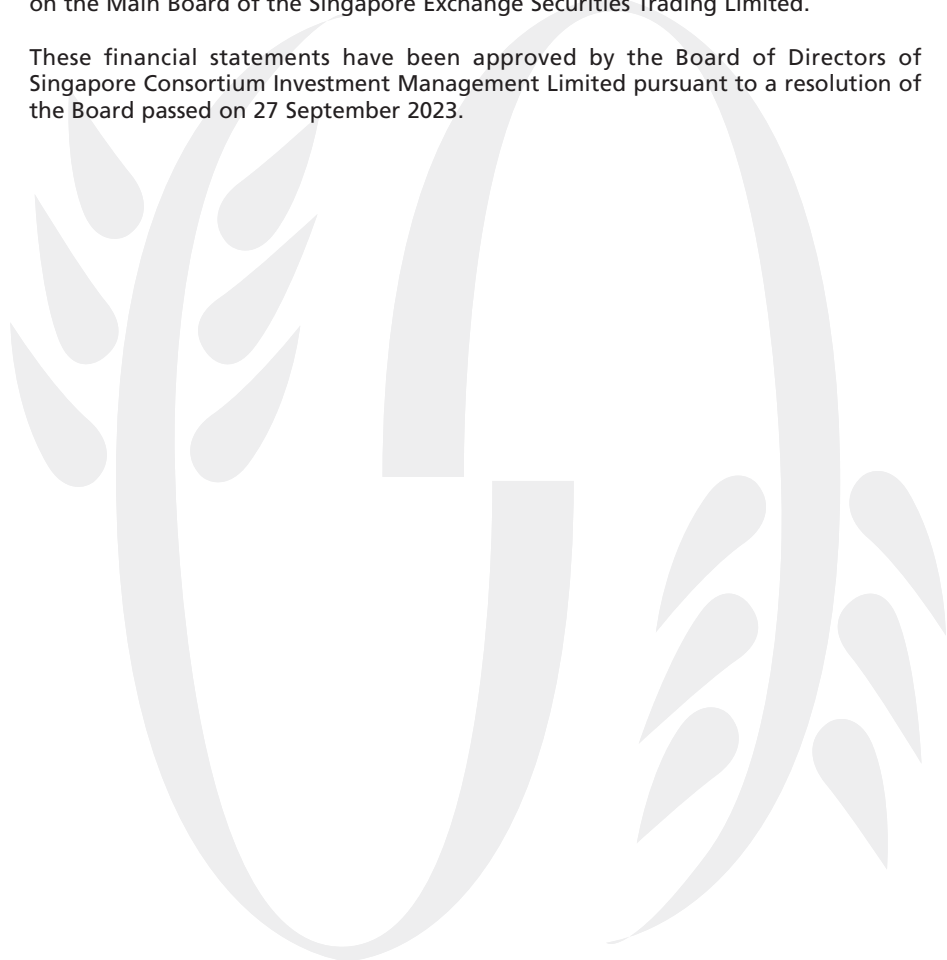 on the Main Board of the Singapore Exchange Securities Trading Limited.
These financial statements have been approved by the Board of Directors of
Singapore Consortium Investment Management Limited pursuant to a resolution of
the Board passed on 27 September 2023.